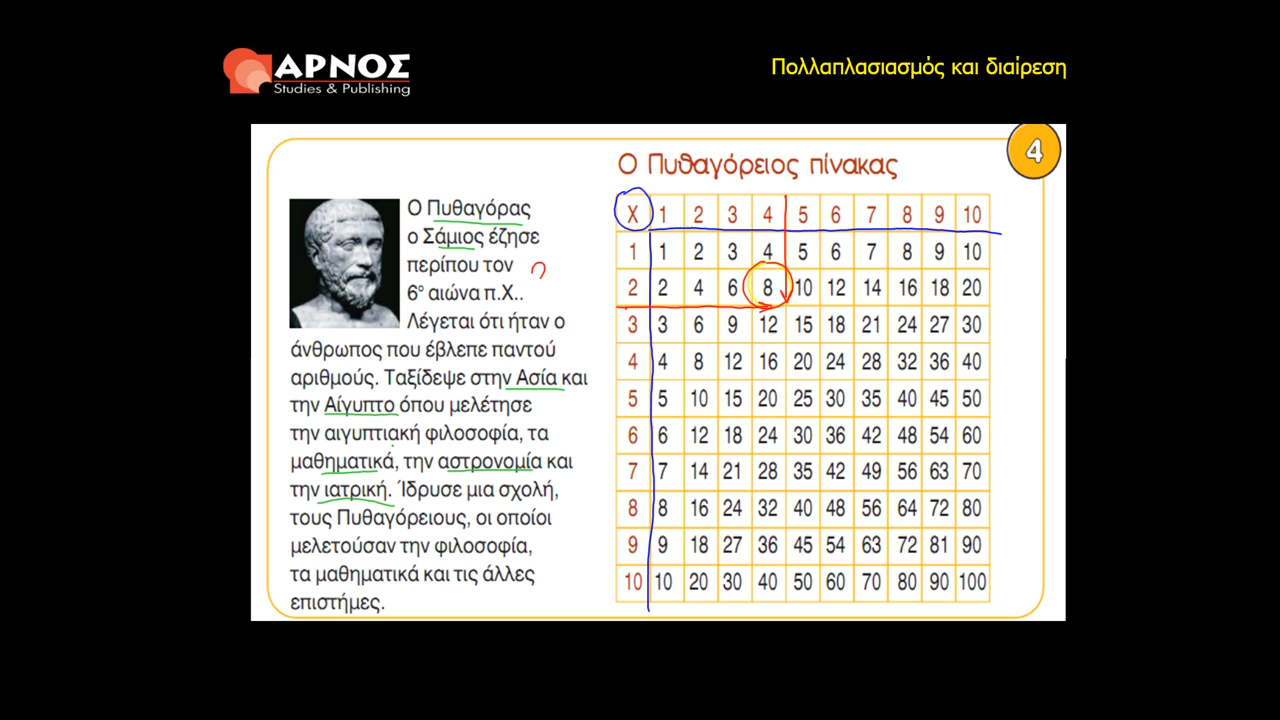 ΑΡΝΟΣ
Studies & Publishing
Πολλαπλασιασμός και διαίρεση
4
Ο Πυθαγόρειος πίνακας
Ο Πυθαγόρας
ο Σάμιος έζησε
περίπου τον
6° αιώνα π.Χ..
Λέγεται ότι ήταν ο
άνθρωπος που έβλεπε παντού
αριθμούς. Ταξίδεψε στην Ασία και
την Αίγυπτο όπου μελέτησε
την αιγυπτιακή φιλοσοφία, τα
μαθηματικά, την αστρονομία και
την ιατρική. Ίδρυσε μια σχολή,
τους Πυθαγόρειους, οι οποίοι
μελετούσαν την φιλοσοφία,
τα μαθηματικά και τις άλλες
επιστήμες.
X 1 2 3 4 5 6 7 8 9 10
1 1 2 3 4 5 6 7 8 9 10
2 2 4 6 8 10 12 14 16 18 20
3 3 6 9 12 15 18 21 24 27 30
4 4 8 12 16 20 24 28 32 36 40
5 5 10 15 20 25 30 35 40 45 50
6 6 12 18 24 30 36 42 48 54 60
7 7 14 21 28 35 42 49 56 63 70
8 8 16 24 32 40 48 56 64 72 80
9 9 18 27 36 45 54 63 72 81 90
10 10 20 30 40 50 60 70 80 90 100